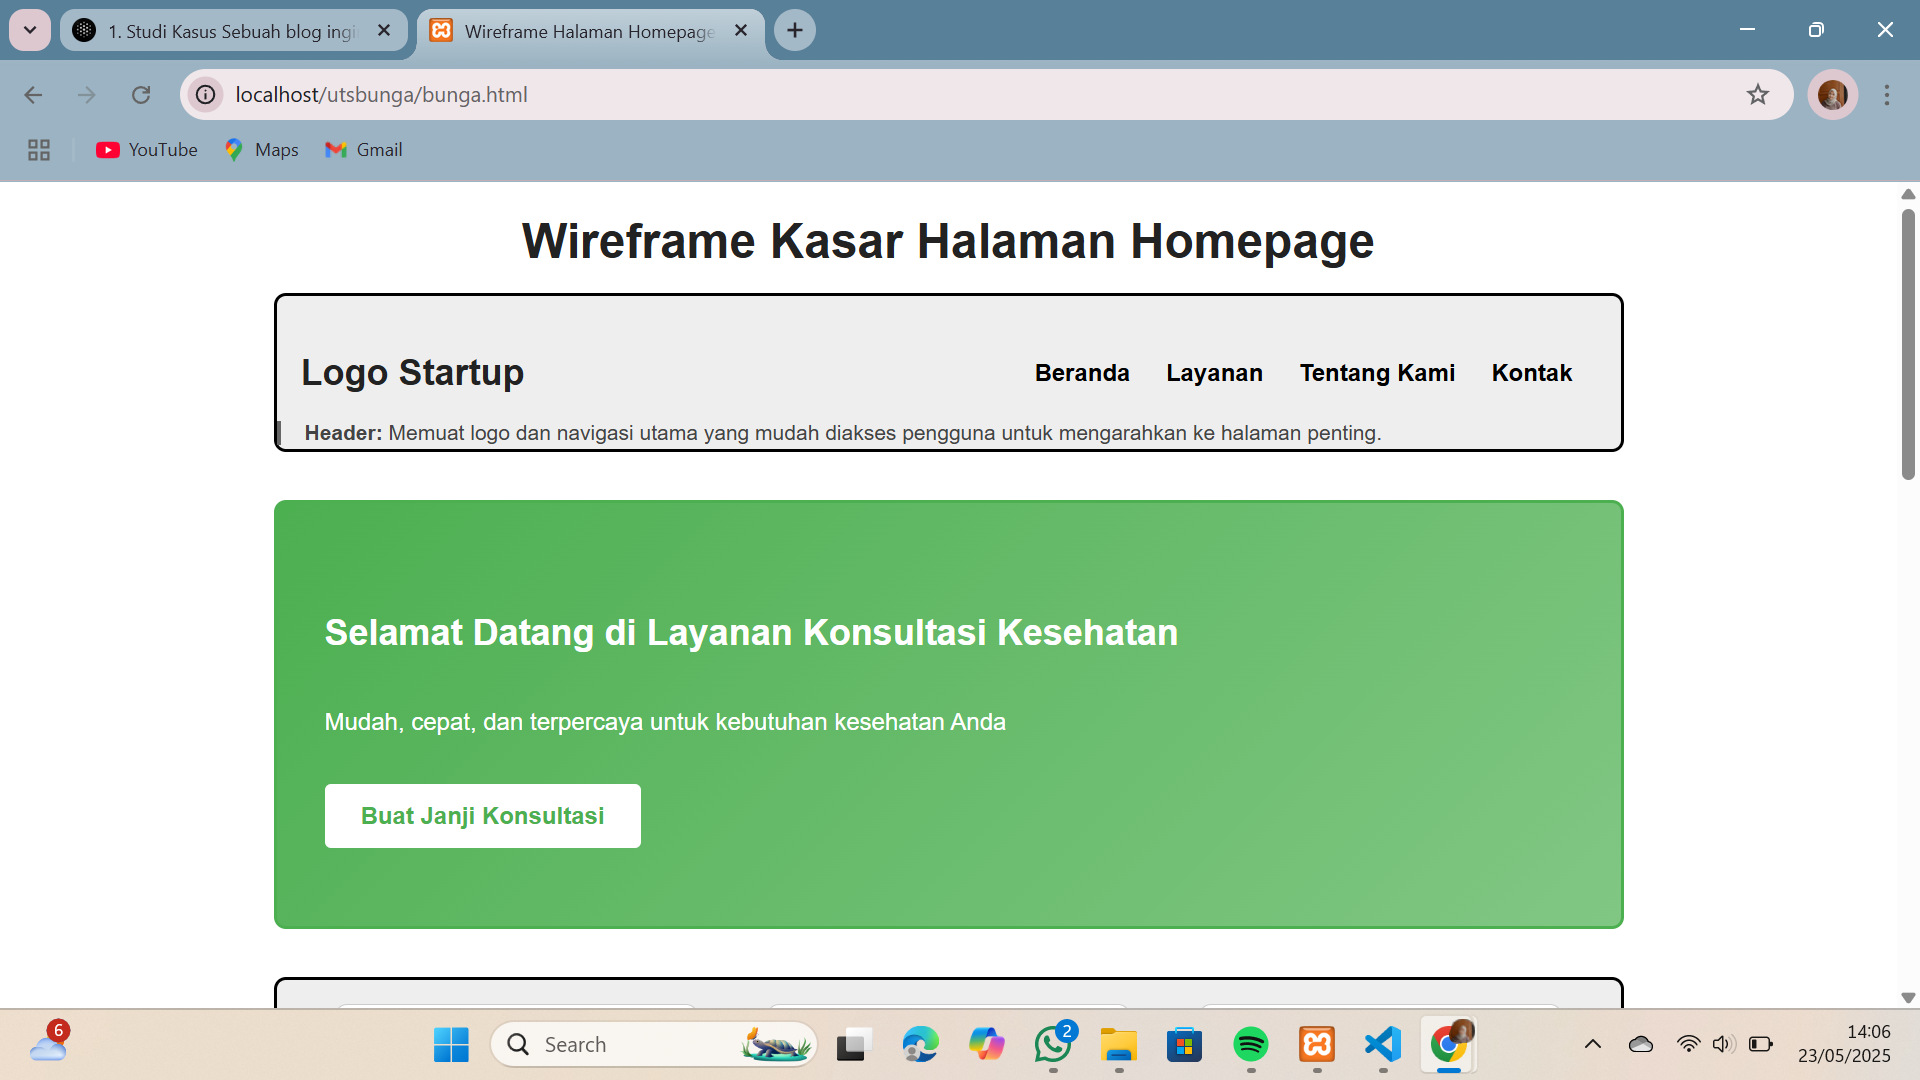 1. Studi Kasus Sebuah blog ingi
Wireframe Halaman Homepage
localhost/utsbunga/bunga.html
YouTube
Maps
Gmail
Wireframe Kasar Halaman Homepage
Logo Startup
Beranda
Layanan
Tentang Kami
Kontak
Header: Memuat logo dan navigasi utama yang mudah diakses pengguna untuk mengarahkan ke halaman penting.
Selamat Datang di Layanan Konsultasi Kesehatan
Mudah, cepat, dan terpercaya untuk kebutuhan kesehatan Anda
Buat Janji Konsultasi
6
Search
2
14:06
23/05/2025